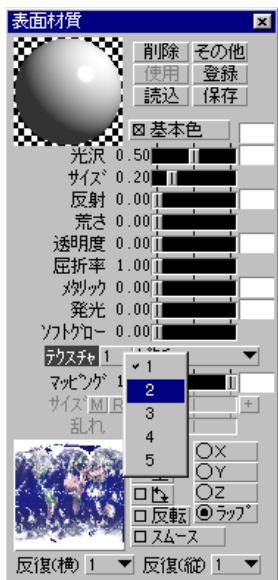 表面材質
削除 その他
使用 登録
読込 保存
基本色
光沢 0.50
サイズ 0.20
反射 0.00
荒さ 0.00
透明度 0.00
屈折率 1.00
メタリック 0.00
発光 0.00
ソフトグロー 0.00
テクスチャ 1
マッピング 1
サイズ M R +
乱れ
1
2
3
4
5
X
Y
Z
反転 ラップ
スムース
反復(横) 1 反復(縦) 1